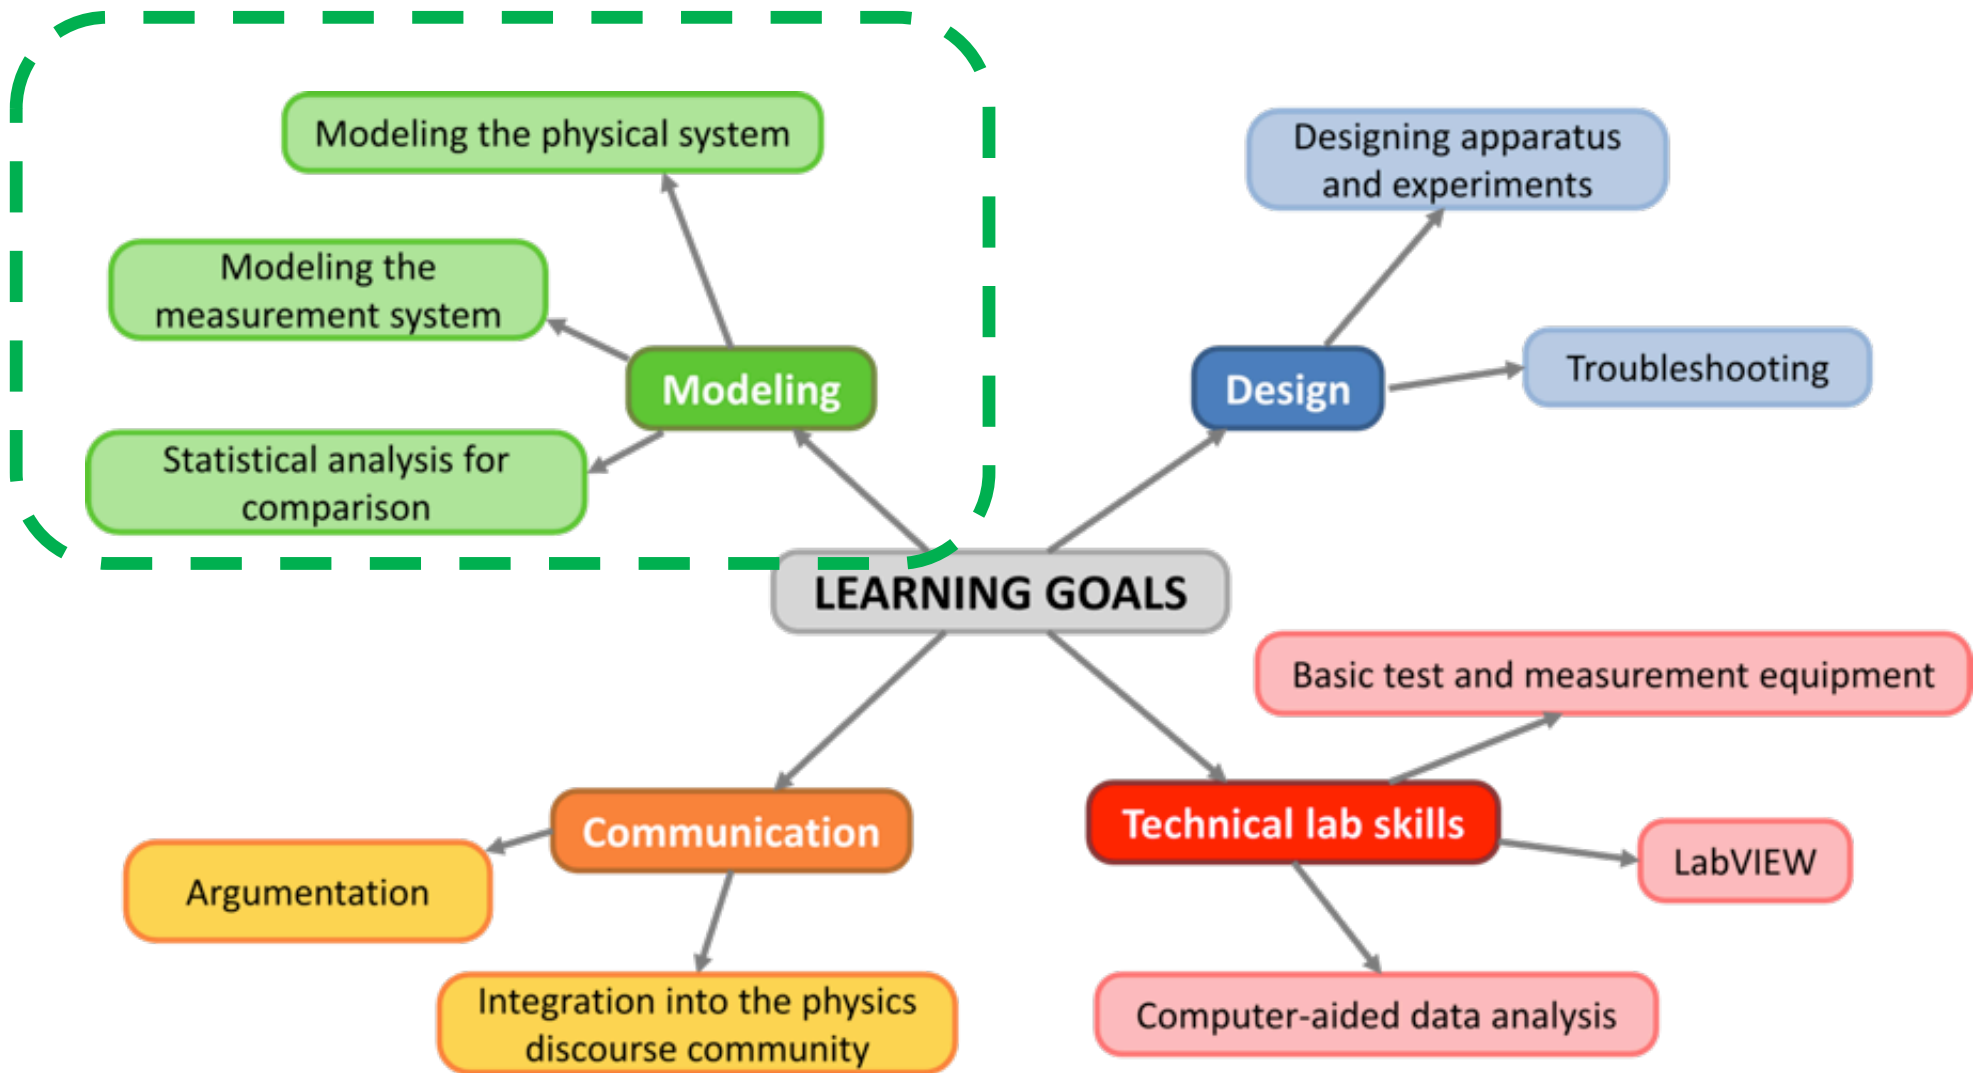 Modeling the physical system
Modeling the
measurement system
Modeling
Statistical analysis for
comparison
Designing apparatus
and experiments
Design
Troubleshooting
LEARNING GOALS
Communication
Argumentation
Integration into the physics
discourse community
Basic test and measurement equipment
Technical lab skills
LabVIEW
Computer-aided data analysis